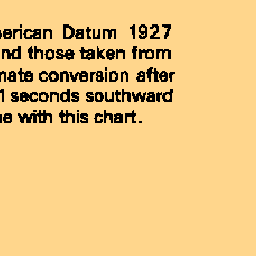 erican Datum 1927
nd those taken from
mate conversion after
1 seconds southward
e with this chart.